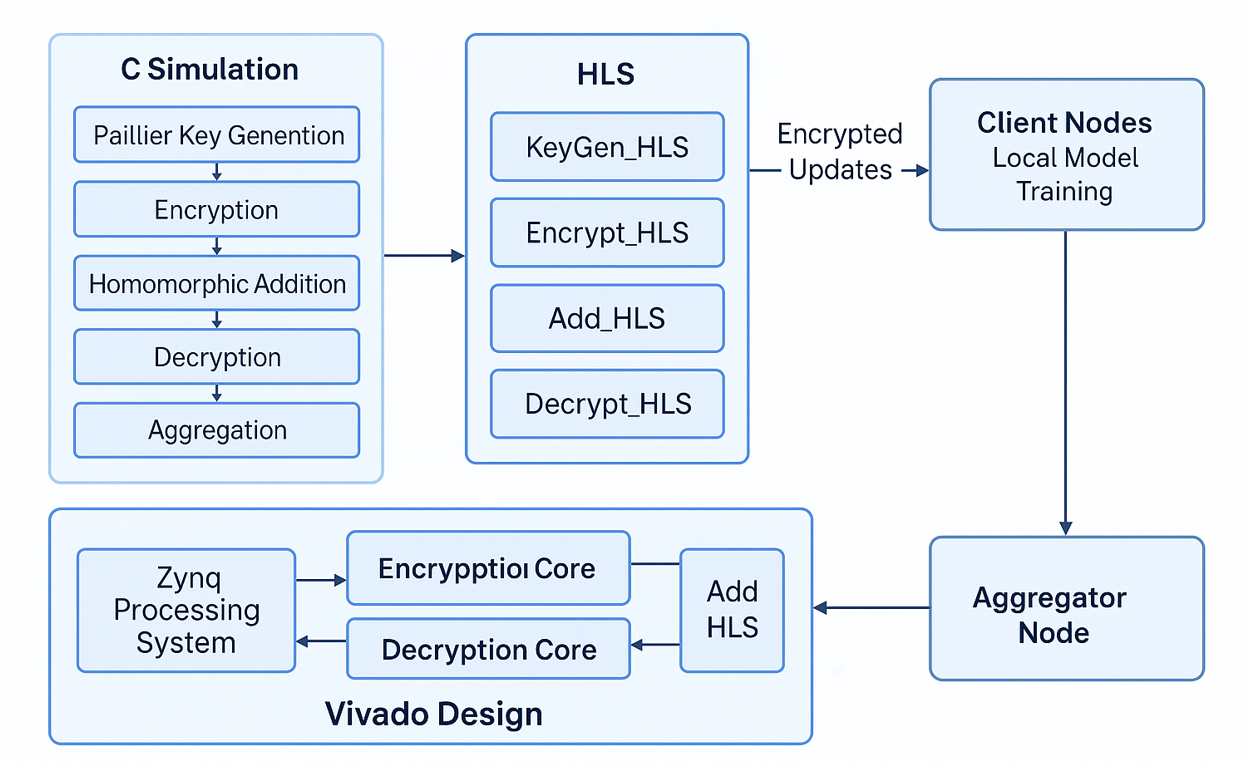 C Simulation
Paillier Key Genention
Encryption
Homomorphic Addition
Decryption
Aggregation
HLS
KeyGen_HLS
Encrypt_HLS
Add_HLS
Decrypt_HLS
Encrypted
Updates
Client Nodes
Local Model
Training
Aggregator
Node
Zynq
Processing
System
Encrypptioı Core
Decryption Core
Add
HLS
Vivado Design